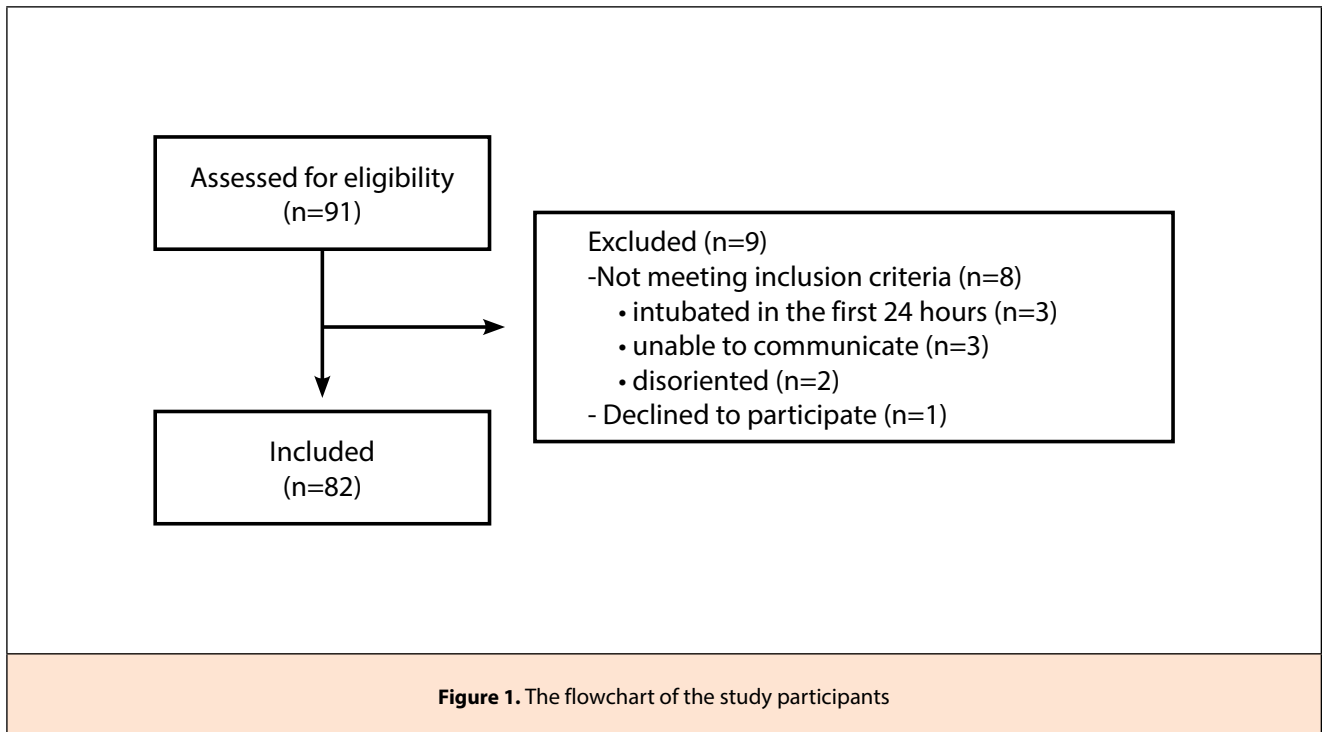 Assessed for eligibility
(n=91)
Excluded (n=9)
-Not meeting inclusion criteria (n=8)
• intubated in the first 24 hours (n=3)
• unable to communicate (n=3)
• disoriented (n=2)
- Declined to participate (n=1)
Included
(n=82)
Figure 1. The flowchart of the study participants